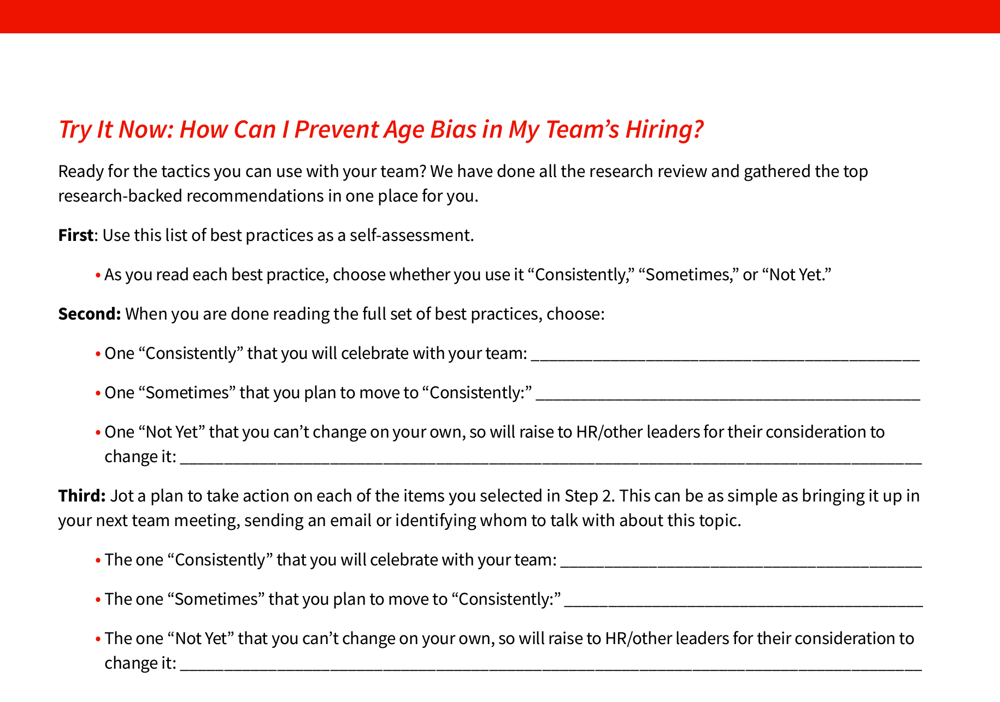 Try It Now: How Can I Prevent Age Bias in My Team’s Hiring?
Ready for the tactics you can use with your team? We have done all the research review and gathered the top
research-backed recommendations in one place for you.
First: Use this list of best practices as a self-assessment.
• As you read each best practice, choose whether you use it “Consistently,” “Sometimes,” or “Not Yet.”
Second: When you are done reading the full set of best practices, choose:
• One “Consistently” that you will celebrate with your team: ____________________________________________
• One “Sometimes” that you plan to move to “Consistently:” ____________________________________________
• One “Not Yet” that you can’t change on your own, so will raise to HR/other leaders for their consideration to
change it: ____________________________________________________________________________________
Third: Jot a plan to take action on each of the items you selected in Step 2. This can be as simple as bringing it up in
your next team meeting, sending an email or identifying whom to talk with about this topic.
• The one “Consistently” that you will celebrate with your team: _________________________________________
• The one “Sometimes” that you plan to move to “Consistently:” _________________________________________
• The one “Not Yet” that you can’t change on your own, so will raise to HR/other leaders for their consideration to
change it: ____________________________________________________________________________________